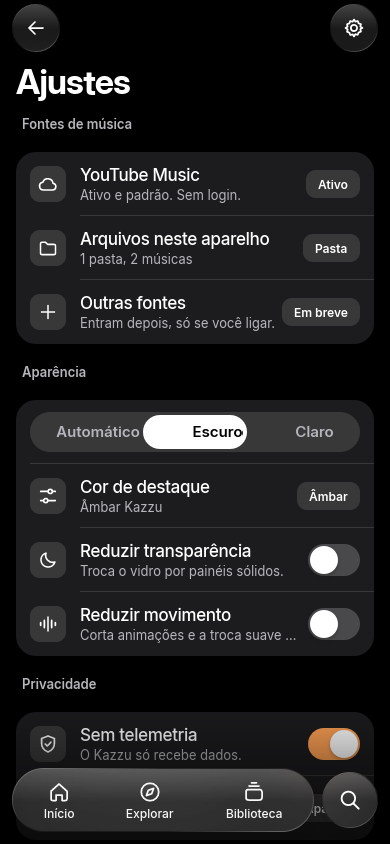 Ajustes
Fontes de música
YouTube Music
Ativo e padrão. Sem login.
Ativo
Arquivos neste aparelho
1 pasta, 2 músicas
Pasta
Outras fontes
Entram depois, só se você ligar.
Em breve
Aparência
Automático
Escuro
Claro
Cor de destaque
Âmbar Kazzu
Âmbar
Reduzir transparência
Troca o vidro por painéis sólidos.
Reduzir movimento
Corta animações e a troca suave ...
Privacidade
Sem telemetria
O Kazzu só recebe dados.
Início
Explorar
Biblioteca